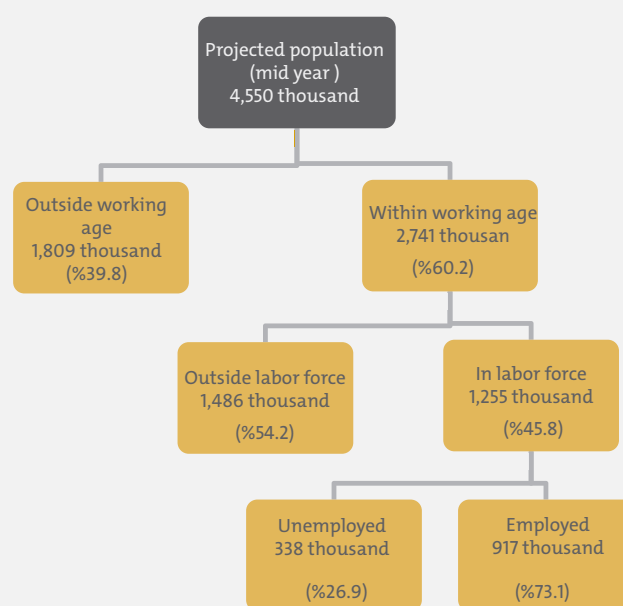 Projected population
(mid year )
4,550 thousand
Outside working
age
1,809 thousand
(%39.8)
Within working age
2,741 thousan
(%60.2)
Outside labor force
1,486 thousand
(%54.2)
In labor force
1,255 thousand
(%45.8)
Unemployed
338 thousand
(%26.9)
Employed
917 thousand
(%73.1)